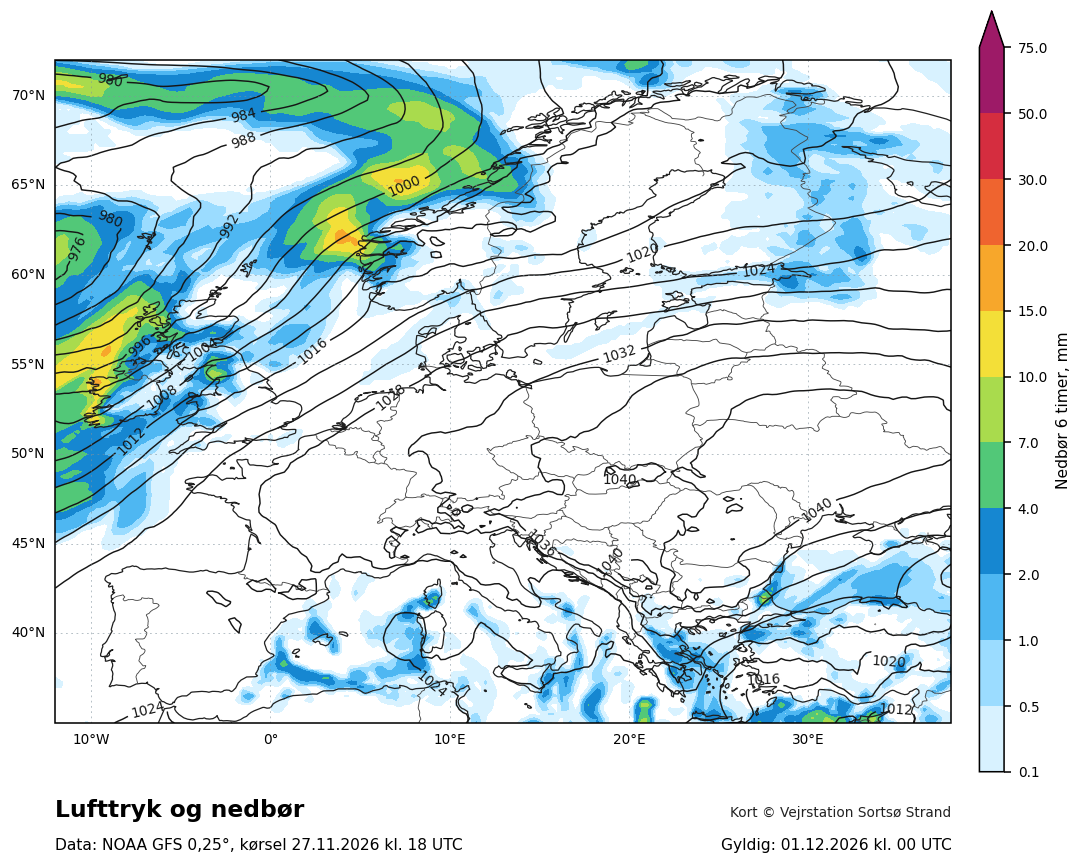 75.0
50.0
30.0
20.0
15.0
10.0
7.0
4.0
2.0
1.0
0.5
0.1
Nedbør 6 timer, mm
70°N
65°N
60°N
55°N
50°N
45°N
40°N
10°W
0°
10°E
20°E
30°E
980
984
988
1000
980
992
976
1020
1024
996
1004
1016
1032
1008
1028
1012
1040
1040
1036
1040
1020
1024
1016
1024
1012
Lufttryk og nedbør
Kort © Vejrstation Sortsø Strand
Data: NOAA GFS 0,25°, kørsel 27.11.2026 kl. 18 UTC
Gyldig: 01.12.2026 kl. 00 UTC